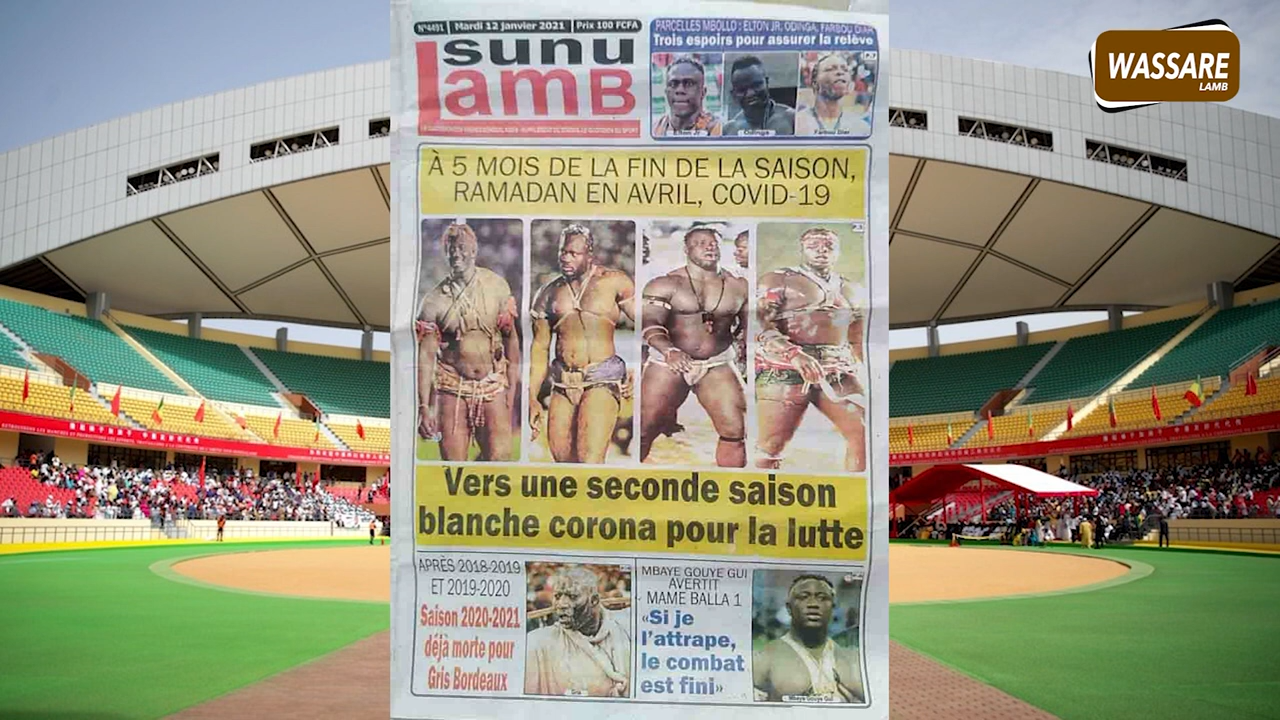 N°4491 Mardi 12 janvier 2021 Prix 100 FCFA
sunu
Lamb
PARCELLES MBOLLO : ELTON JR, ODINGA, FARBOU DIAR
Trois espoirs pour assurer la relève
Elton Jr
Odinga
Farbou Diar
À 5 MOIS DE LA FIN DE LA SAISON,
RAMADAN EN AVRIL, COVID-19
Vers une seconde saison
blanche corona pour la lutte
APRÈS 2018-2019
ET 2019-2020
Saison 2020-2021
déjà morte pour
Gris Bordeaux
Gris
MBAYE GOUYE GUI
AVERTIT
MAME BALLA 1
«Si je
l'attrape,
le combat
est fini»
Mbaye Gouye Gui
WASSARE
LAMB